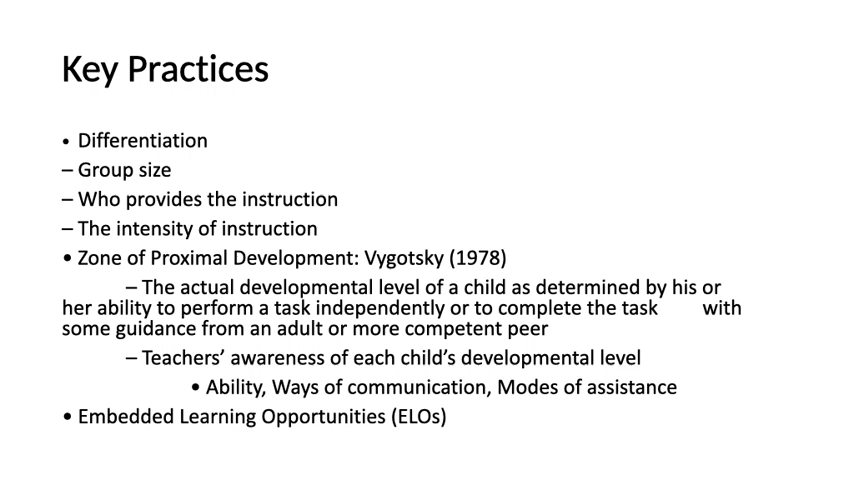 Key Practices
• Differentiation
– Group size
– Who provides the instruction
– The intensity of instruction
• Zone of Proximal Development: Vygotsky (1978)
– The actual developmental level of a child as determined by his or
her ability to perform a task independently or to complete the task with
some guidance from an adult or more competent peer
– Teachers’ awareness of each child’s developmental level
• Ability, Ways of communication, Modes of assistance
• Embedded Learning Opportunities (ELOs)